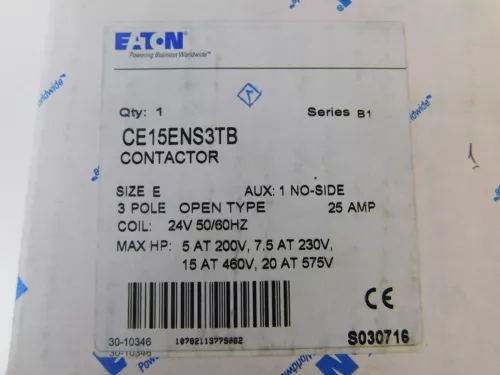 EATON
Powering Business Worldwide
Qty: 1
Series B1
CE15ENS3TB
CONTACTOR
SIZE E
AUX: 1 NO-SIDE
3 POLE OPEN TYPE
25 AMP
COIL: 24V 50/60HZ
MAX HP: 5 AT 200V, 7.5 AT 230V,
15 AT 460V, 20 AT 575V
CE
30-10346
30-10346
S030716